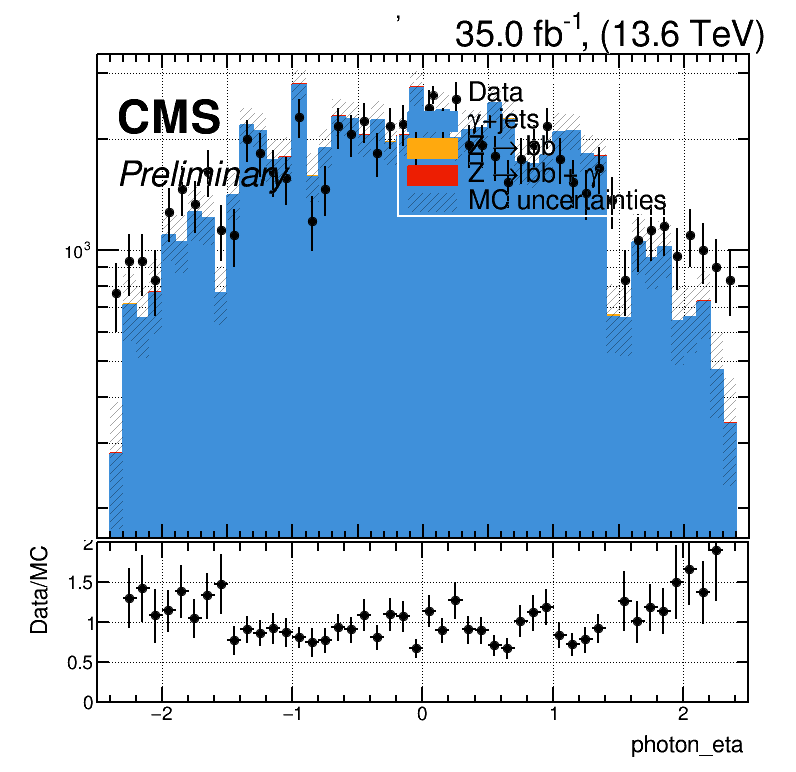 ,
35.0 fb⁻¹, (13.6 TeV)
CMS
Preliminary
Data
γ+jets
Z → bb
Z → bb + γ
MC uncertainties
10³
Data/MC
2
1.5
1
0.5
0
−2 −1 0 1 2
photon_eta